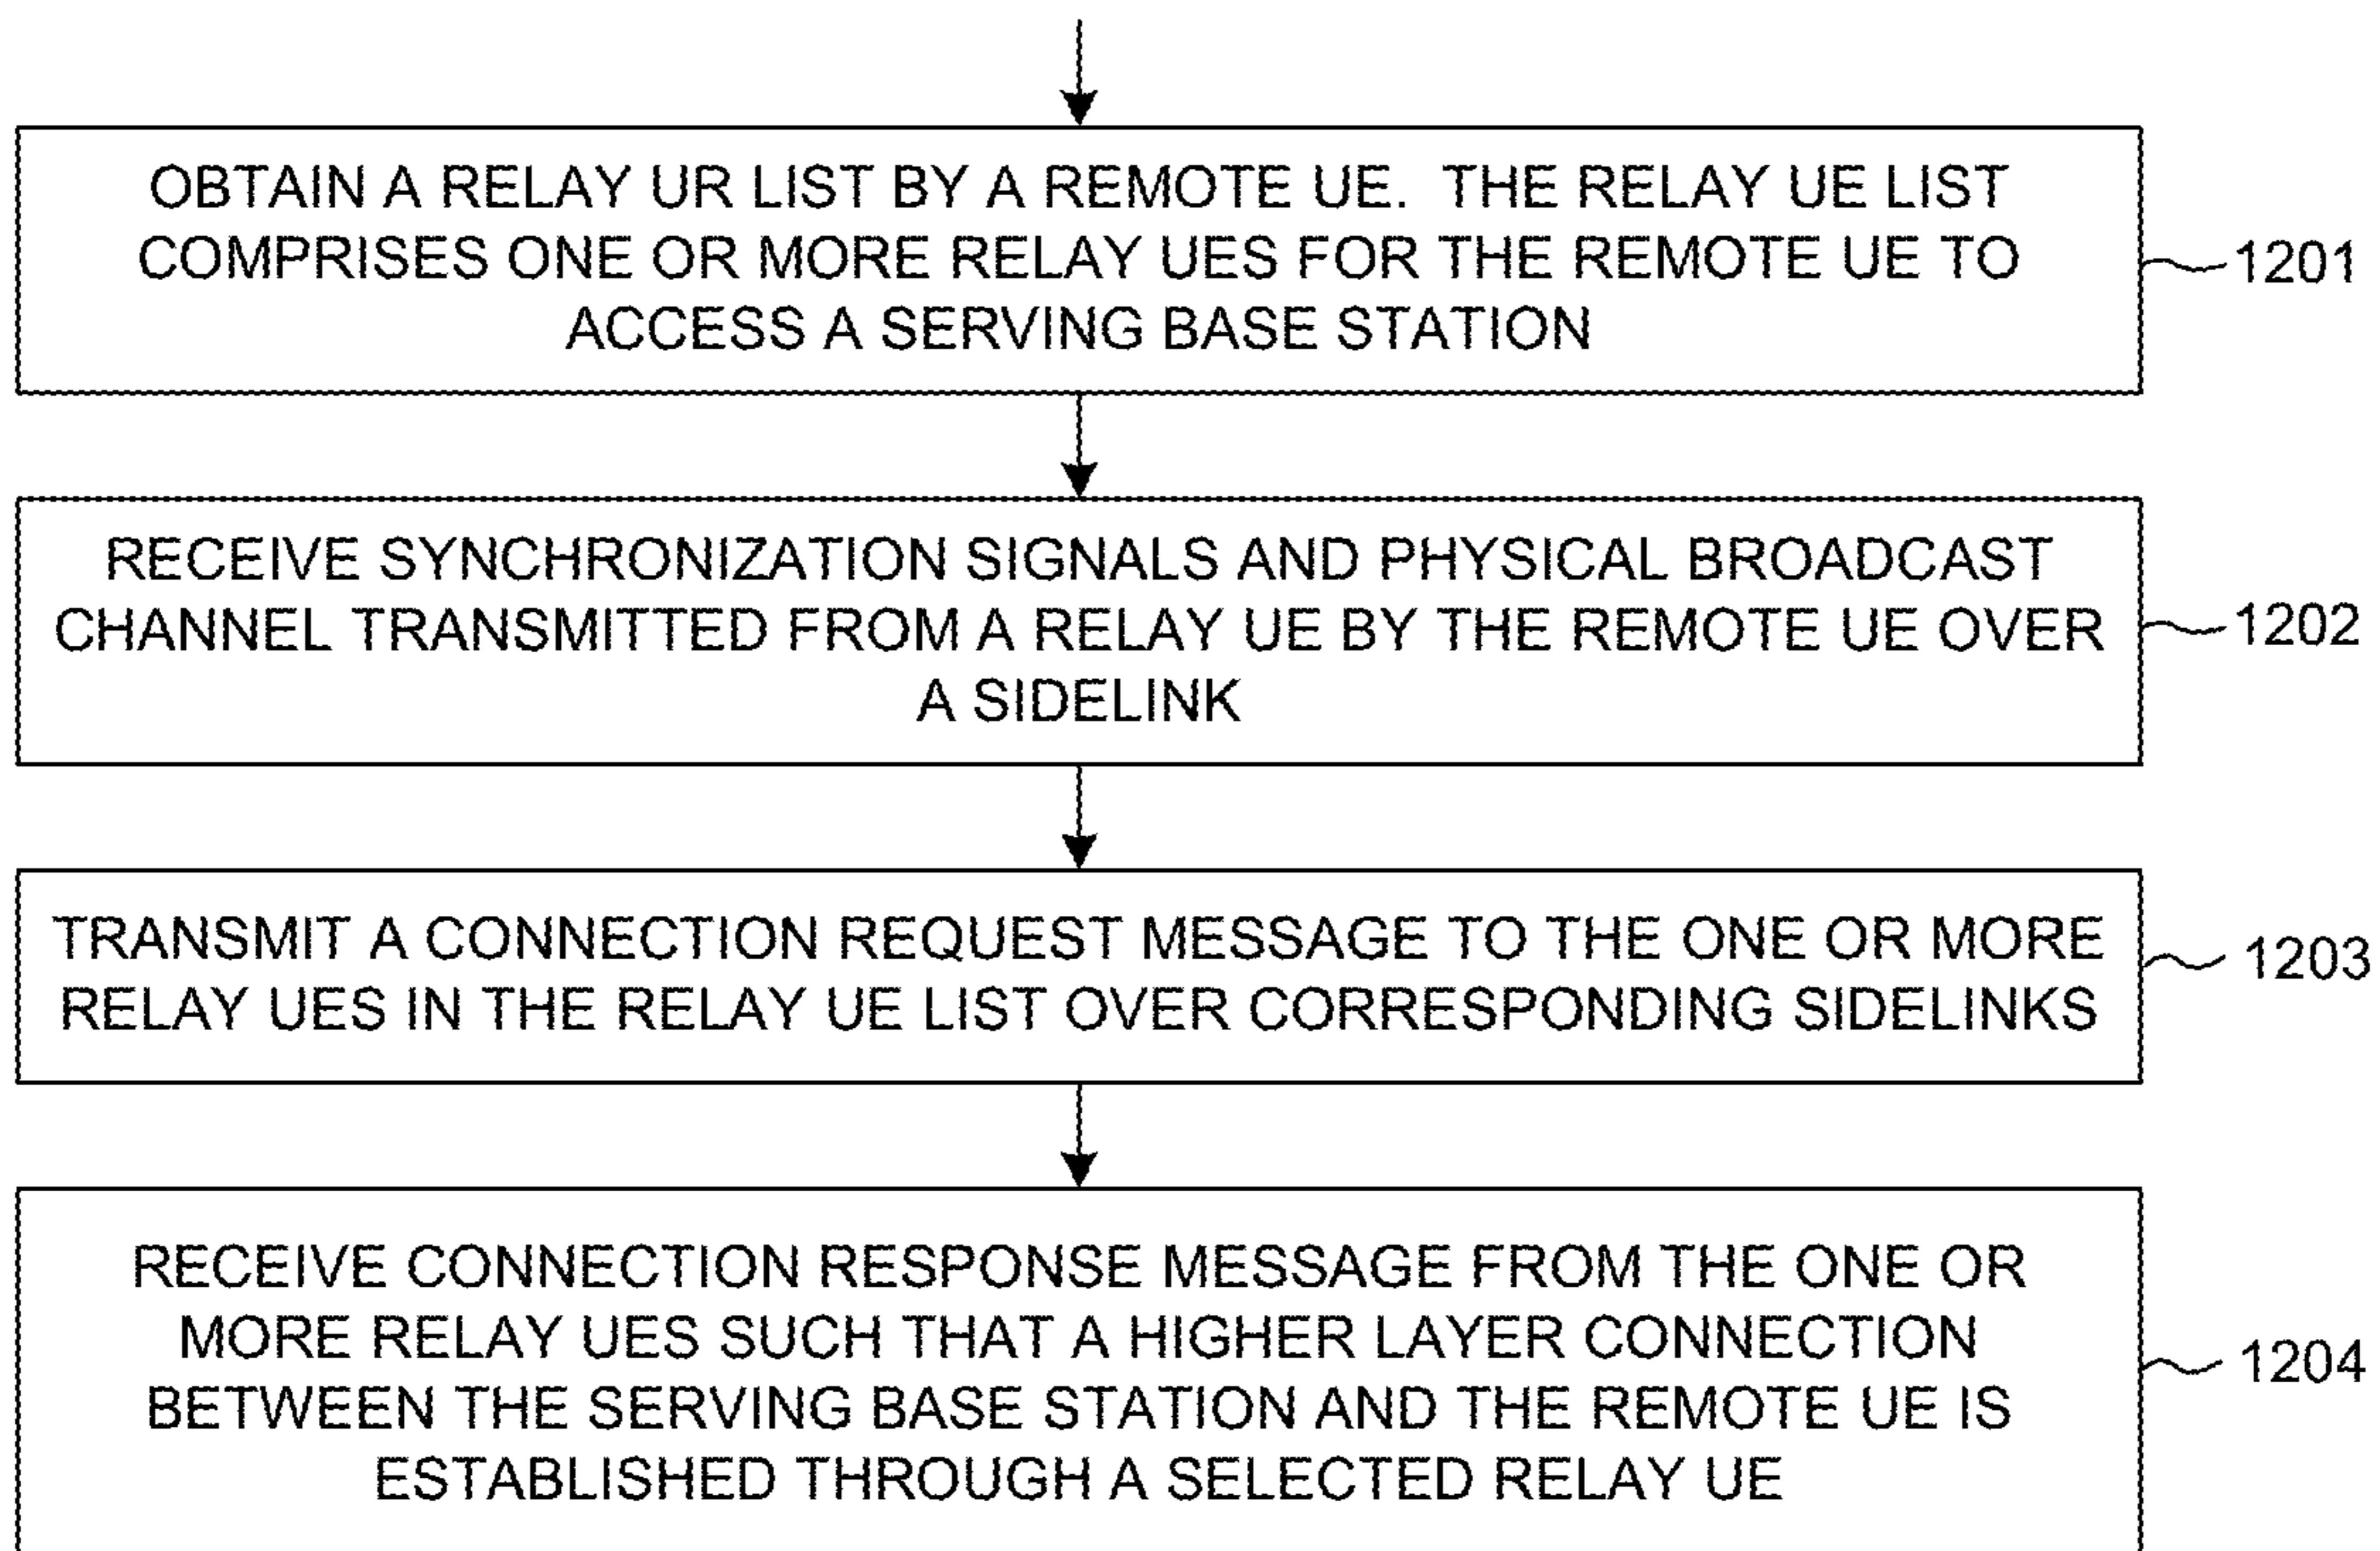 OBTAIN A RELAY UR LIST BY A REMOTE UE. THE RELAY UE LIST
COMPRISES ONE OR MORE RELAY UES FOR THE REMOTE UE TO
ACCESS A SERVING BASE STATION
1201
RECEIVE SYNCHRONIZATION SIGNALS AND PHYSICAL BROADCAST
CHANNEL TRANSMITTED FROM A RELAY UE BY THE REMOTE UE OVER
A SIDELINK
1202
TRANSMIT A CONNECTION REQUEST MESSAGE TO THE ONE OR MORE
RELAY UES IN THE RELAY UE LIST OVER CORRESPONDING SIDELINKS
1203
RECEIVE CONNECTION RESPONSE MESSAGE FROM THE ONE OR
MORE RELAY UES SUCH THAT A HIGHER LAYER CONNECTION
BETWEEN THE SERVING BASE STATION AND THE REMOTE UE IS
ESTABLISHED THROUGH A SELECTED RELAY UE
1204